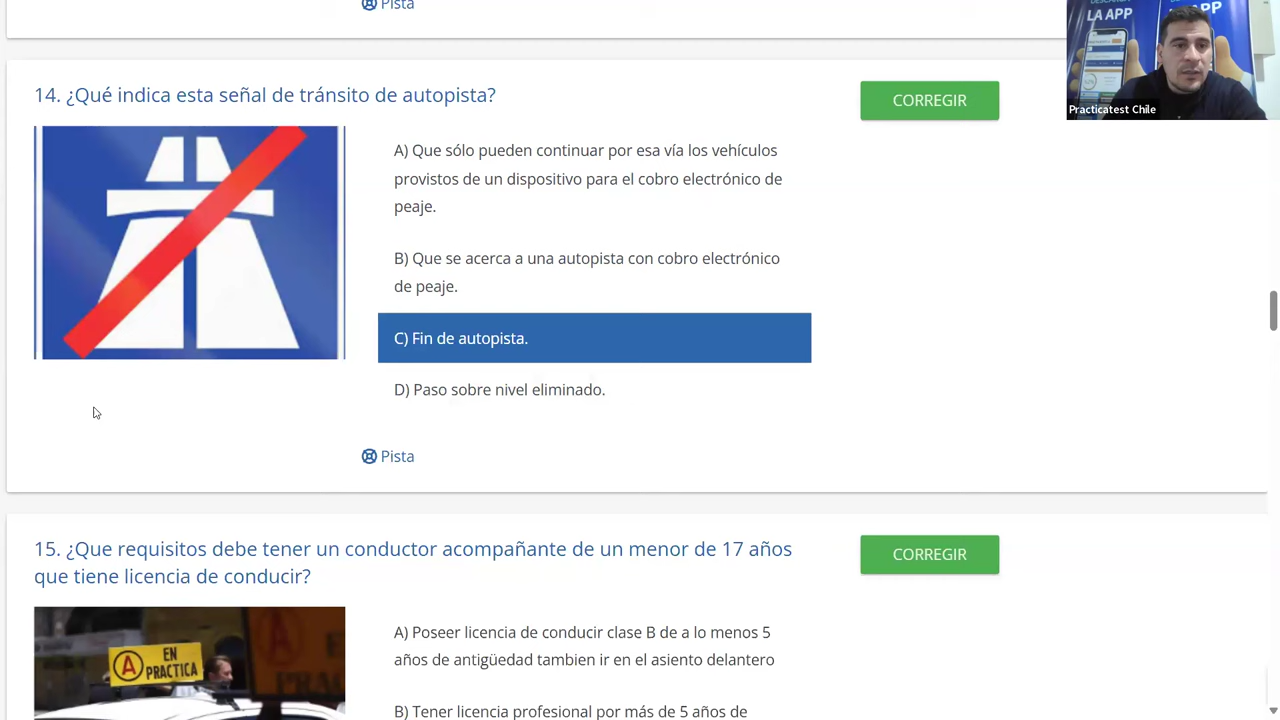 Pista
LA APP
LA APP
Practicatest Chile
14. ¿Qué indica esta señal de tránsito de autopista?
CORREGIR
A) Que sólo pueden continuar por esa vía los vehículos
provistos de un dispositivo para el cobro electrónico de
peaje.
B) Que se acerca a una autopista con cobro electrónico
de peaje.
C) Fin de autopista.
D) Paso sobre nivel eliminado.
Pista
15. ¿Que requisitos debe tener un conductor acompañante de un menor de 17 años
que tiene licencia de conducir?
CORREGIR
A EN
PRACTICA
A) Poseer licencia de conducir clase B de a lo menos 5
años de antigüedad tambien ir en el asiento delantero
B) Tener licencia profesional por más de 5 años de